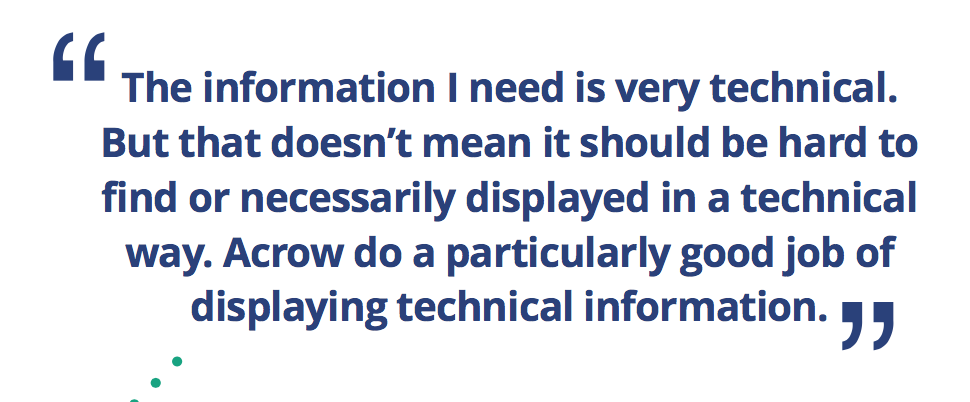 “ The information I need is very technical.
But that doesn’t mean it should be hard to
find or necessarily displayed in a technical
way. Acrow do a particularly good job of
displaying technical information. ”